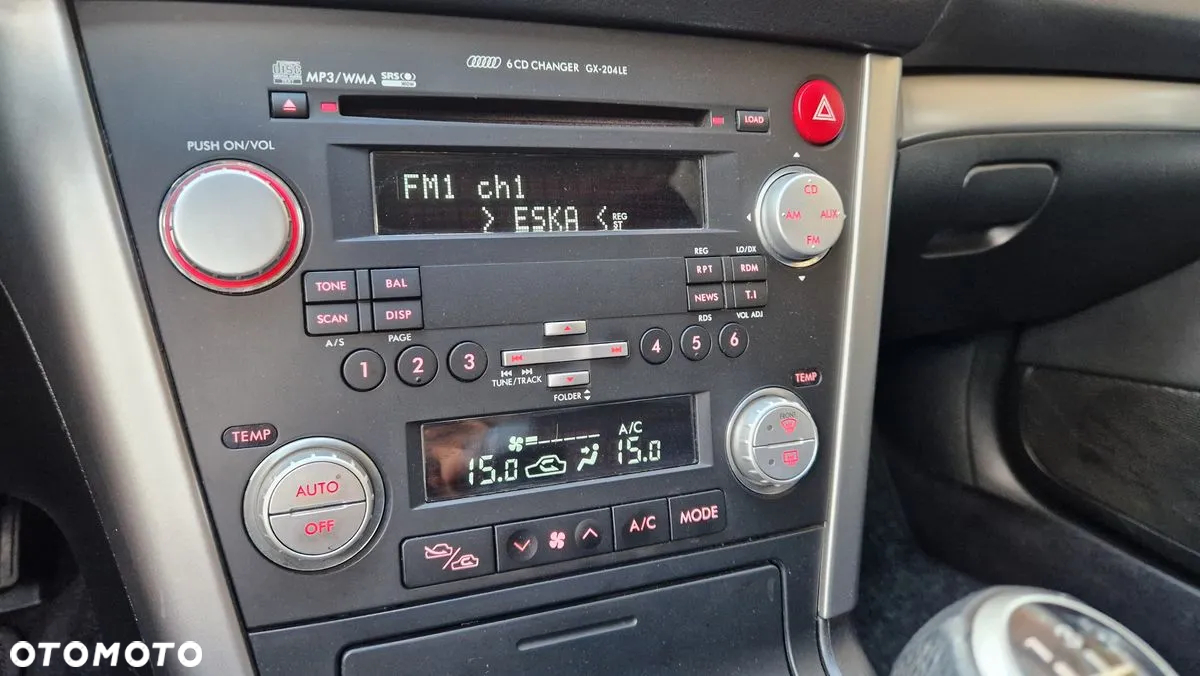 6 CD CHANGER GX-204LE
disc
MP3/WMA SRS
LOAD
PUSH ON/VOL
FM1 ch1
> ESKA < REG ST
CD
AM AUX
FM
TONE BAL
SCAN DISP
A/S PAGE
REG LO/DX
RPT RDM
NEWS T.I
RDS VOL ADJ
1 2 3 4 5 6
TUNE/TRACK
FOLDER
TEMP
TEMP
A/C
15.0 15.0
AUTO
OFF
FRONT
A/C MODE
OTOMOTO